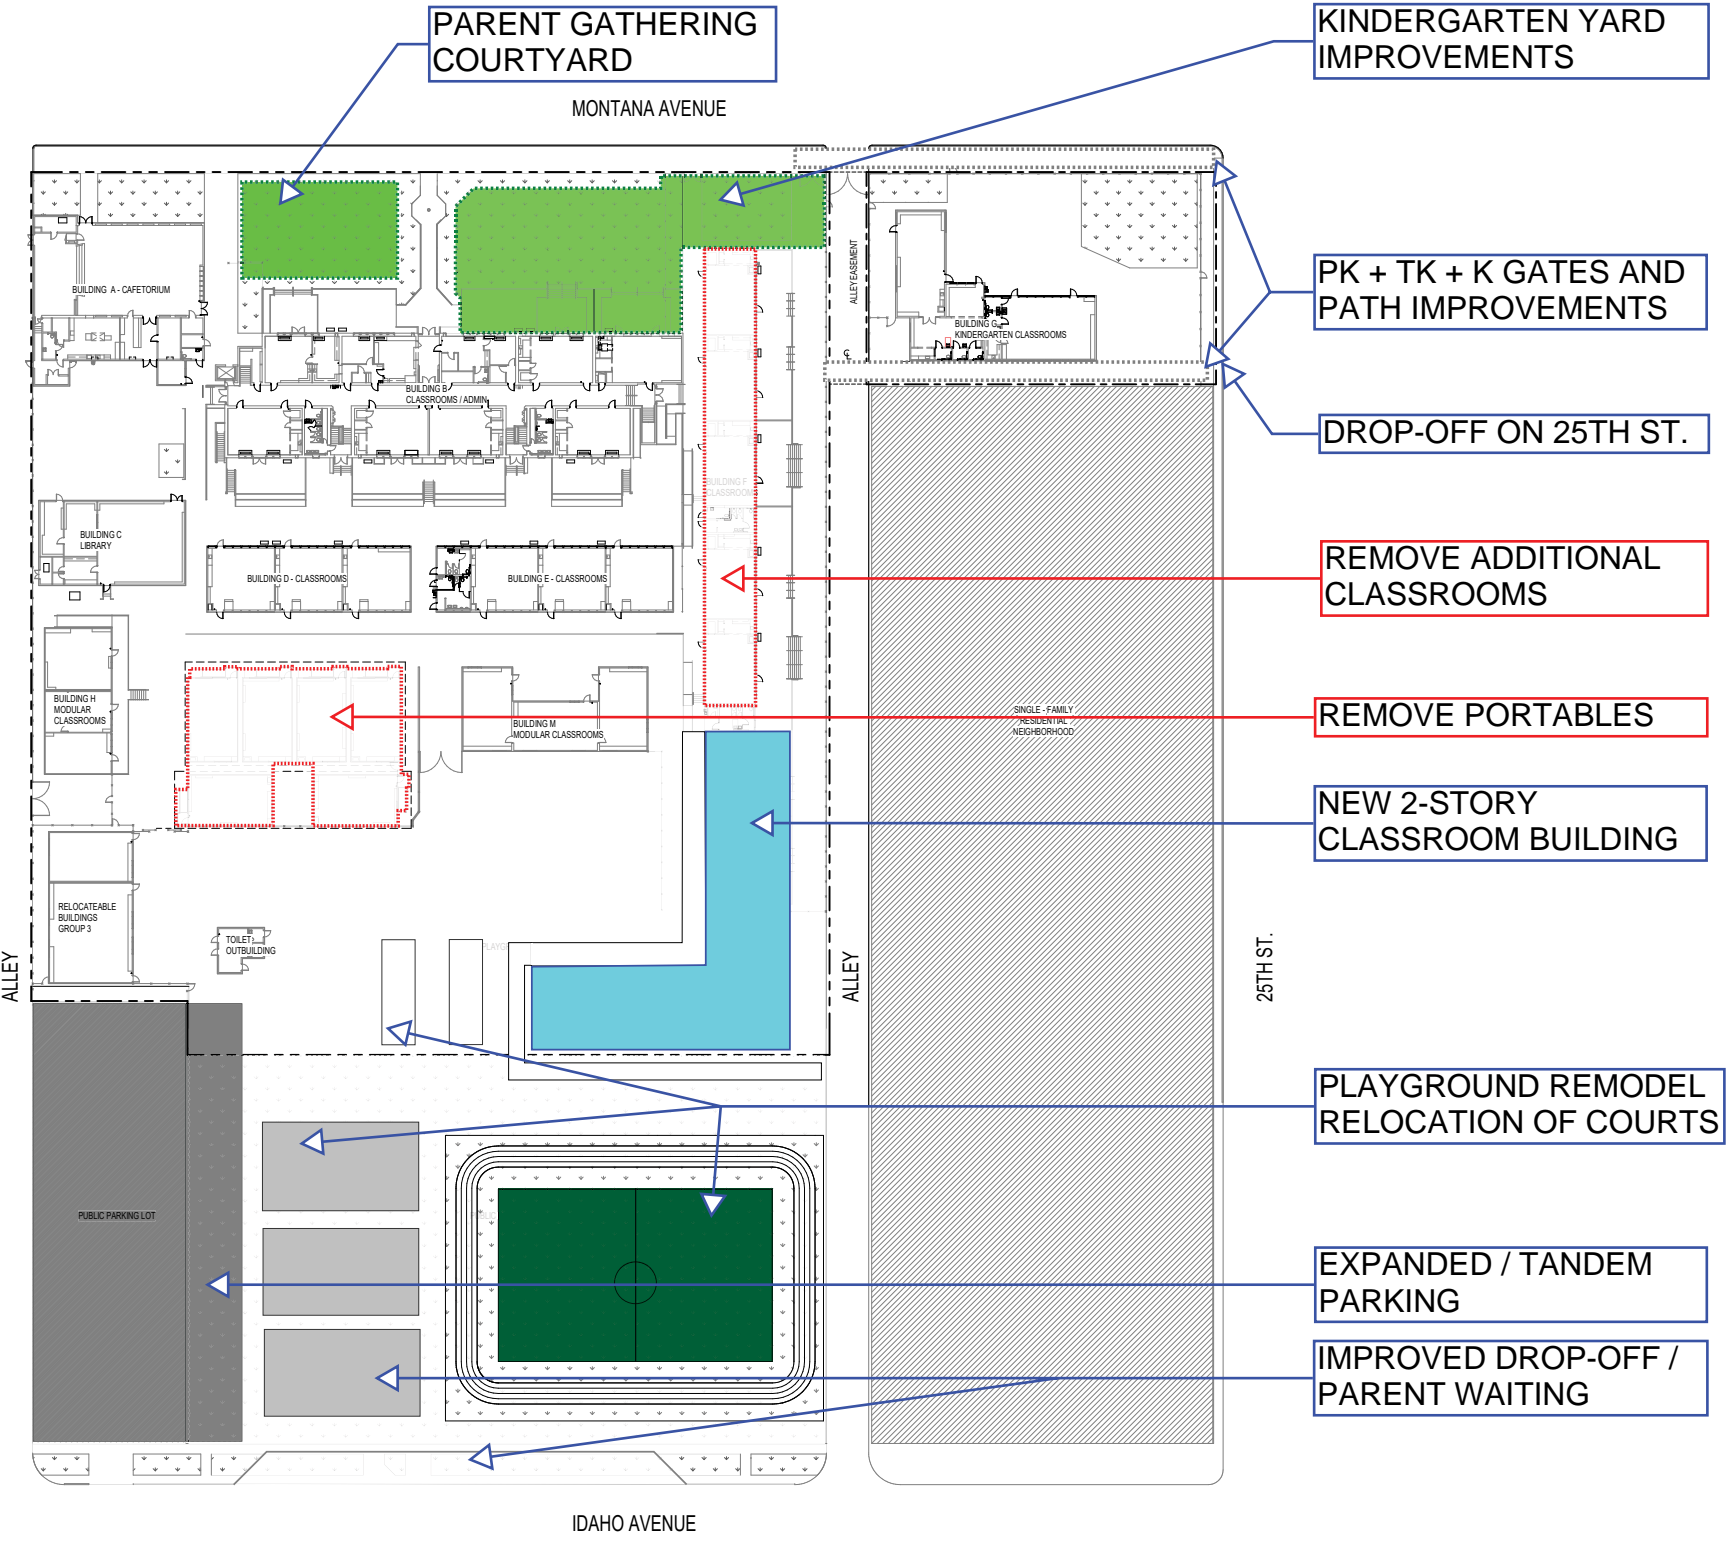 PARENT GATHERING
COURTYARD
KINDERGARTEN YARD
IMPROVEMENTS
MONTANA AVENUE
BUILDING A - CAFETORIUM
ALLEY EASEMENT
PK + TK + K GATES AND
PATH IMPROVEMENTS
BUILDING G
KINDERGARTEN CLASSROOMS
BUILDING B
CLASSROOMS / ADMIN
DROP-OFF ON 25TH ST.
BUILDING F
CLASSROOMS
BUILDING C
LIBRARY
BUILDING D - CLASSROOMS
BUILDING E - CLASSROOMS
REMOVE ADDITIONAL
CLASSROOMS
BUILDING H
MODULAR
CLASSROOMS
BUILDING M
MODULAR CLASSROOMS
SINGLE - FAMILY
RESIDENTIAL
NEIGHBORHOOD
REMOVE PORTABLES
NEW 2-STORY
CLASSROOM BUILDING
RELOCATEABLE
BUILDINGS
GROUP 3
TOILET
OUTBUILDING
ALLEY
ALLEY
25TH ST.
PLAYGROUND REMODEL
RELOCATION OF COURTS
PUBLIC PARKING LOT
EXPANDED / TANDEM
PARKING
IMPROVED DROP-OFF /
PARENT WAITING
IDAHO AVENUE